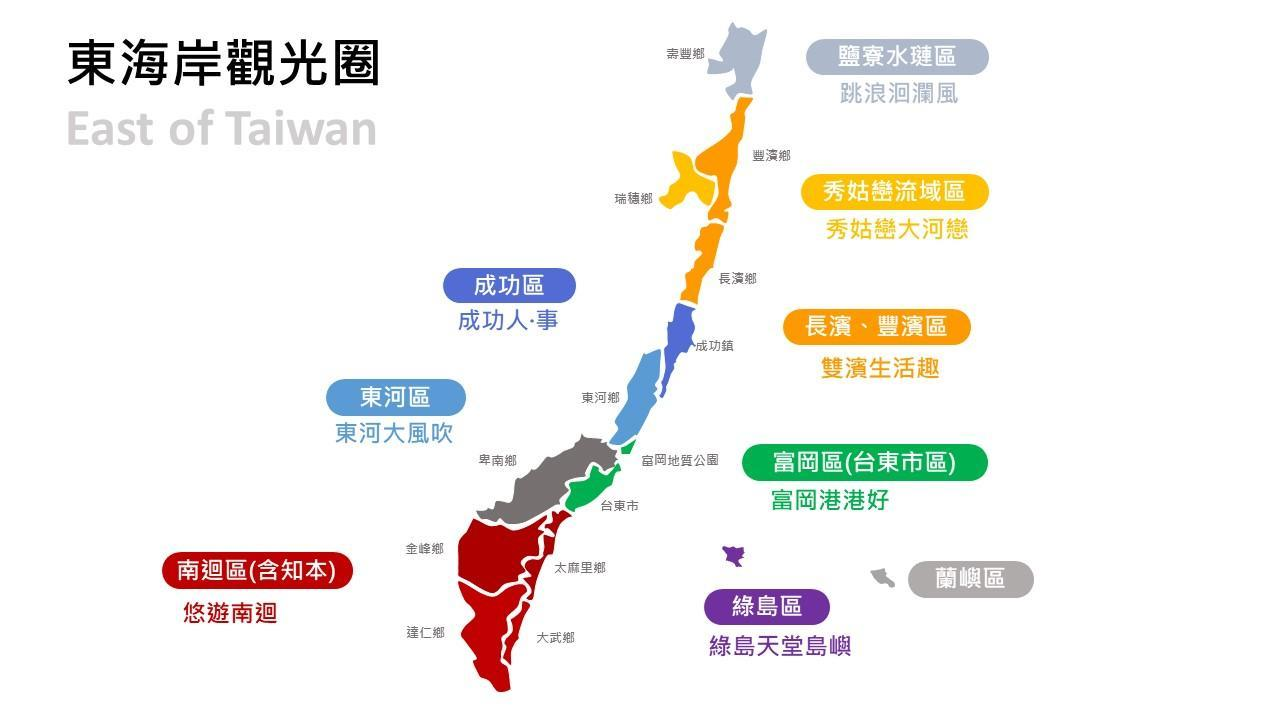 東海岸觀光圈
East of Taiwan
壽豐鄉
鹽寮水璉區
跳浪洄瀾風
豐濱鄉
瑞穗鄉
秀姑巒流域區
秀姑巒大河戀
長濱鄉
成功區
成功人·事
長濱、豐濱區
雙濱生活趣
成功鎮
東河區
東河大風吹
東河鄉
卑南鄉
富岡地質公園
富岡區(台東市區)
富岡港港好
台東市
金峰鄉
太麻里鄉
南迴區(含知本)
悠遊南迴
綠島區
綠島天堂島嶼
蘭嶼區
達仁鄉
大武鄉